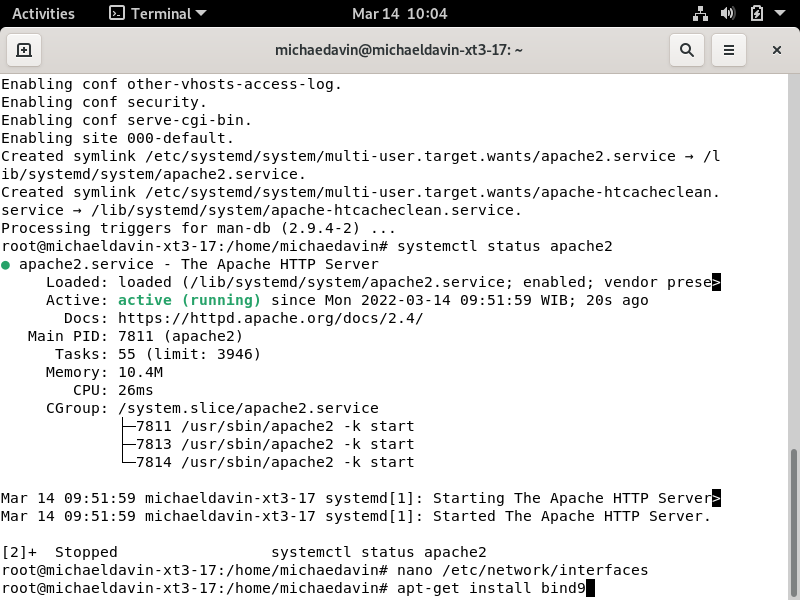 Activities Terminal Mar 14 10:04
michaedavin@michaeldavin-xt3-17: ~
Enabling conf other-vhosts-access-log.
Enabling conf security.
Enabling conf serve-cgi-bin.
Enabling site 000-default.
Created symlink /etc/systemd/system/multi-user.target.wants/apache2.service → /l
ib/systemd/system/apache2.service.
Created symlink /etc/systemd/system/multi-user.target.wants/apache-htcacheclean.
service → /lib/systemd/system/apache-htcacheclean.service.
Processing triggers for man-db (2.9.4-2) ...
root@michaeldavin-xt3-17:/home/michaedavin# systemctl status apache2
● apache2.service - The Apache HTTP Server
     Loaded: loaded (/lib/systemd/system/apache2.service; enabled; vendor prese>
     Active: active (running) since Mon 2022-03-14 09:51:59 WIB; 20s ago
       Docs: https://httpd.apache.org/docs/2.4/
   Main PID: 7811 (apache2)
      Tasks: 55 (limit: 3946)
     Memory: 10.4M
        CPU: 26ms
     CGroup: /system.slice/apache2.service
             ├─7811 /usr/sbin/apache2 -k start
             ├─7813 /usr/sbin/apache2 -k start
             └─7814 /usr/sbin/apache2 -k start
Mar 14 09:51:59 michaeldavin-xt3-17 systemd[1]: Starting The Apache HTTP Server>
Mar 14 09:51:59 michaeldavin-xt3-17 systemd[1]: Started The Apache HTTP Server.
[2]+  Stopped                 systemctl status apache2
root@michaeldavin-xt3-17:/home/michaedavin# nano /etc/network/interfaces
root@michaeldavin-xt3-17:/home/michaedavin# apt-get install bind9